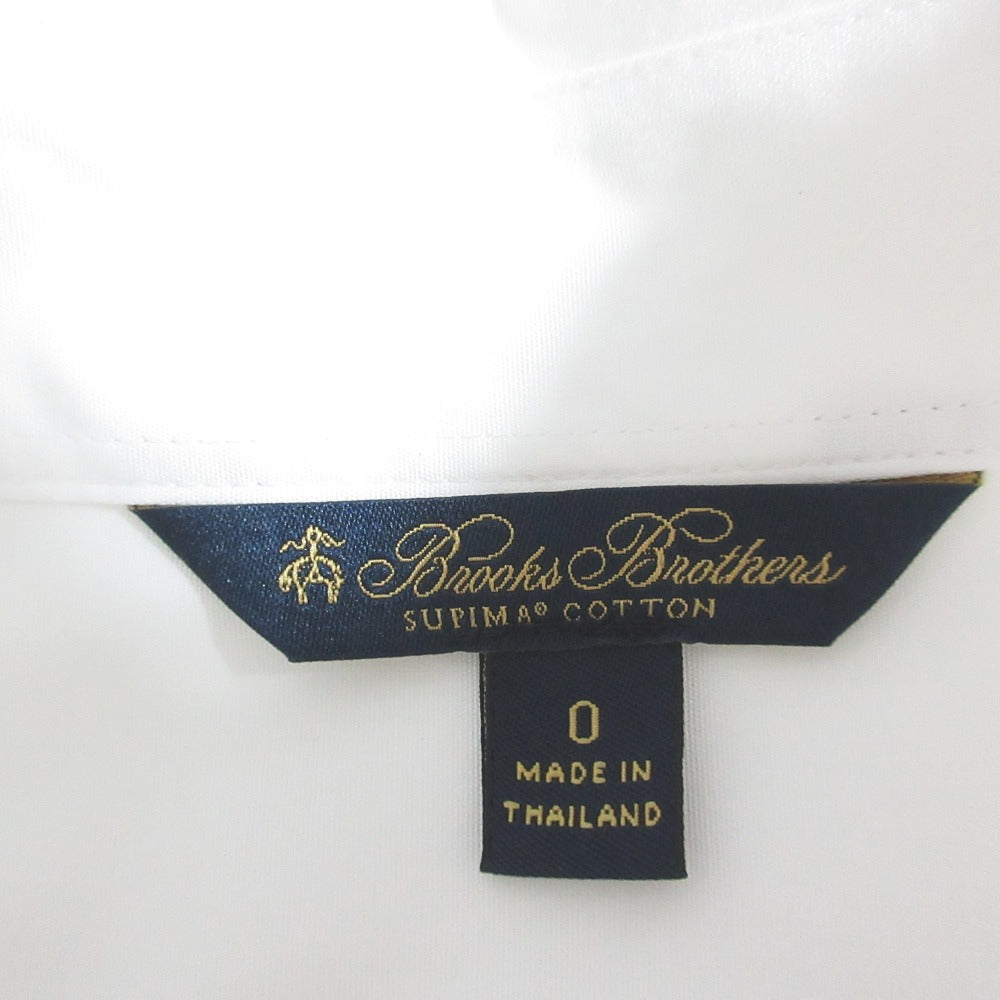 Brooks Brothers
SUPIMA® COTTON
0
MADE IN
THAILAND